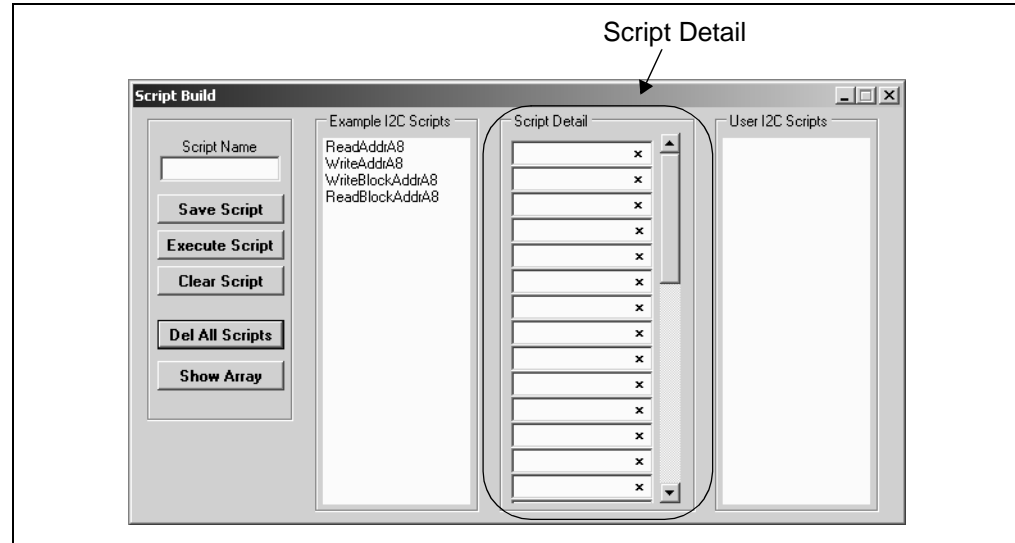 Script Detail
Script Build
Script Name
Save Script
Execute Script
Clear Script
Del All Scripts
Show Array
Example I2C Scripts
ReadAddrA8
WriteAddrA8
WriteBlockAddrA8
ReadBlockAddrA8
Script Detail
User I2C Scripts